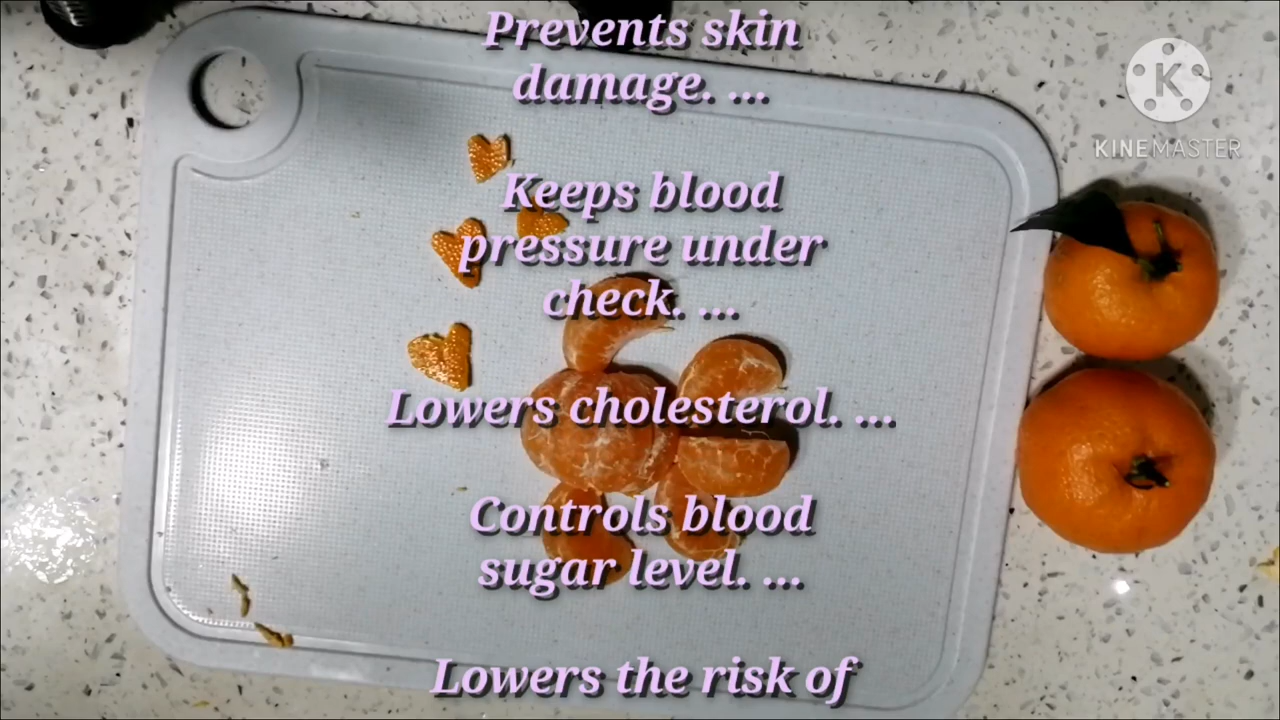 Prevents skin
damage. ...
Keeps blood
pressure under
check. ...
Lowers cholesterol. ...
Controls blood
sugar level. ...
Lowers the risk of
K
KINEMASTER